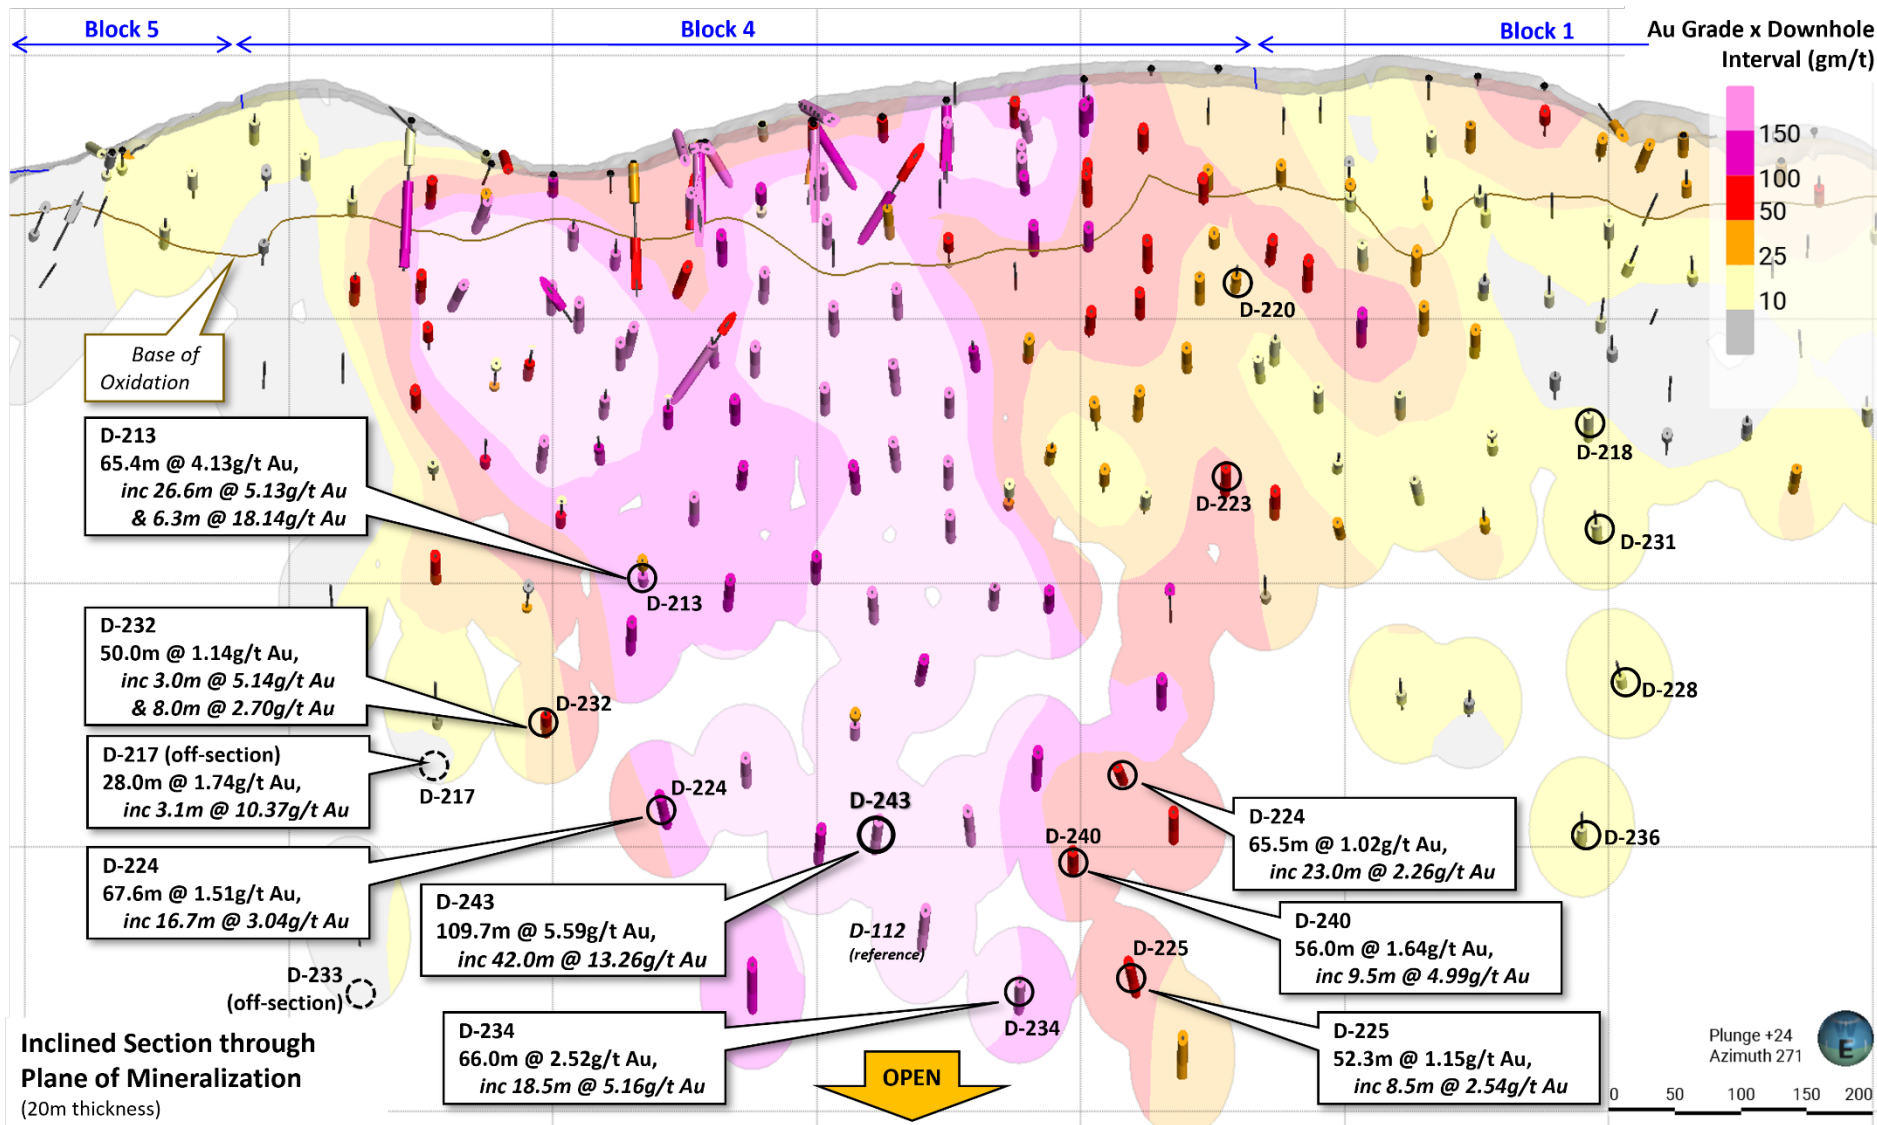 Block 5
Block 4
Block 1
Au Grade x Downhole
Interval (gm/t)
150
100
50
25
10
Base of
Oxidation
D-220
D-218
D-223
D-231
D-213
65.4m @ 4.13g/t Au,
inc 26.6m @ 5.13g/t Au
& 6.3m @ 18.14g/t Au
D-213
D-232
50.0m @ 1.14g/t Au,
inc 3.0m @ 5.14g/t Au
& 8.0m @ 2.70g/t Au
D-232
D-228
D-217 (off-section)
28.0m @ 1.74g/t Au,
inc 3.1m @ 10.37g/t Au
D-217
D-224
D-243
D-240
D-236
D-224
65.5m @ 1.02g/t Au,
inc 23.0m @ 2.26g/t Au
D-224
67.6m @ 1.51g/t Au,
inc 16.7m @ 3.04g/t Au
D-243
109.7m @ 5.59g/t Au,
inc 42.0m @ 13.26g/t Au
D-112
(reference)
D-240
56.0m @ 1.64g/t Au,
inc 9.5m @ 4.99g/t Au
D-225
D-233
(off-section)
D-234
D-234
66.0m @ 2.52g/t Au,
inc 18.5m @ 5.16g/t Au
OPEN
D-225
52.3m @ 1.15g/t Au,
inc 8.5m @ 2.54g/t Au
Inclined Section through
Plane of Mineralization
(20m thickness)
Plunge +24
Azimuth 271
E
0 50 100 150 200